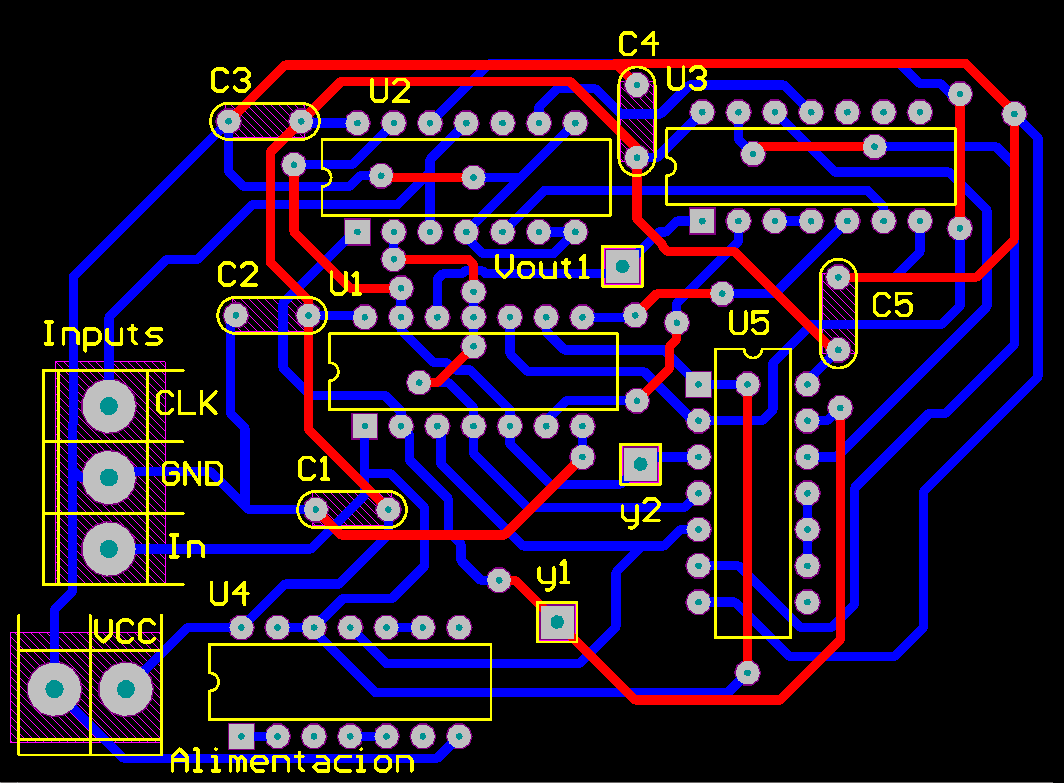 C4
C3
U2
U3
C2
U1
Vout1
C5
Inputs
U5
CLK
GND
C1
y2
In
U4
y1
VCC
Alimentacion